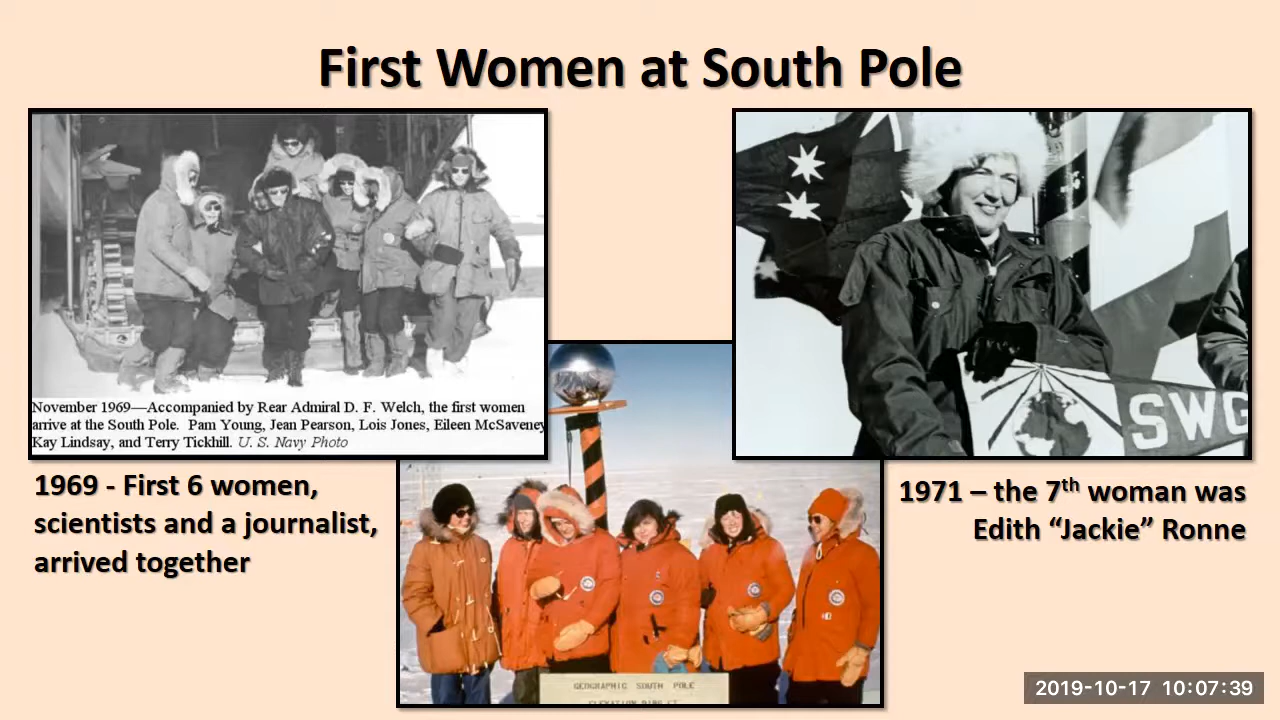 First Women at South Pole
November 1969—Accompanied by Rear Admiral D. F. Welch, the first women
arrive at the South Pole. Pam Young, Jean Pearson, Lois Jones, Eileen McSaveney
Kay Lindsay, and Terry Tickhill. U. S. Navy Photo
SWG
1969 - First 6 women,
scientists and a journalist,
arrived together
1971 – the 7th woman was
Edith “Jackie” Ronne
GEOGRAPHIC SOUTH POLE
2019-10-17 10:07:39